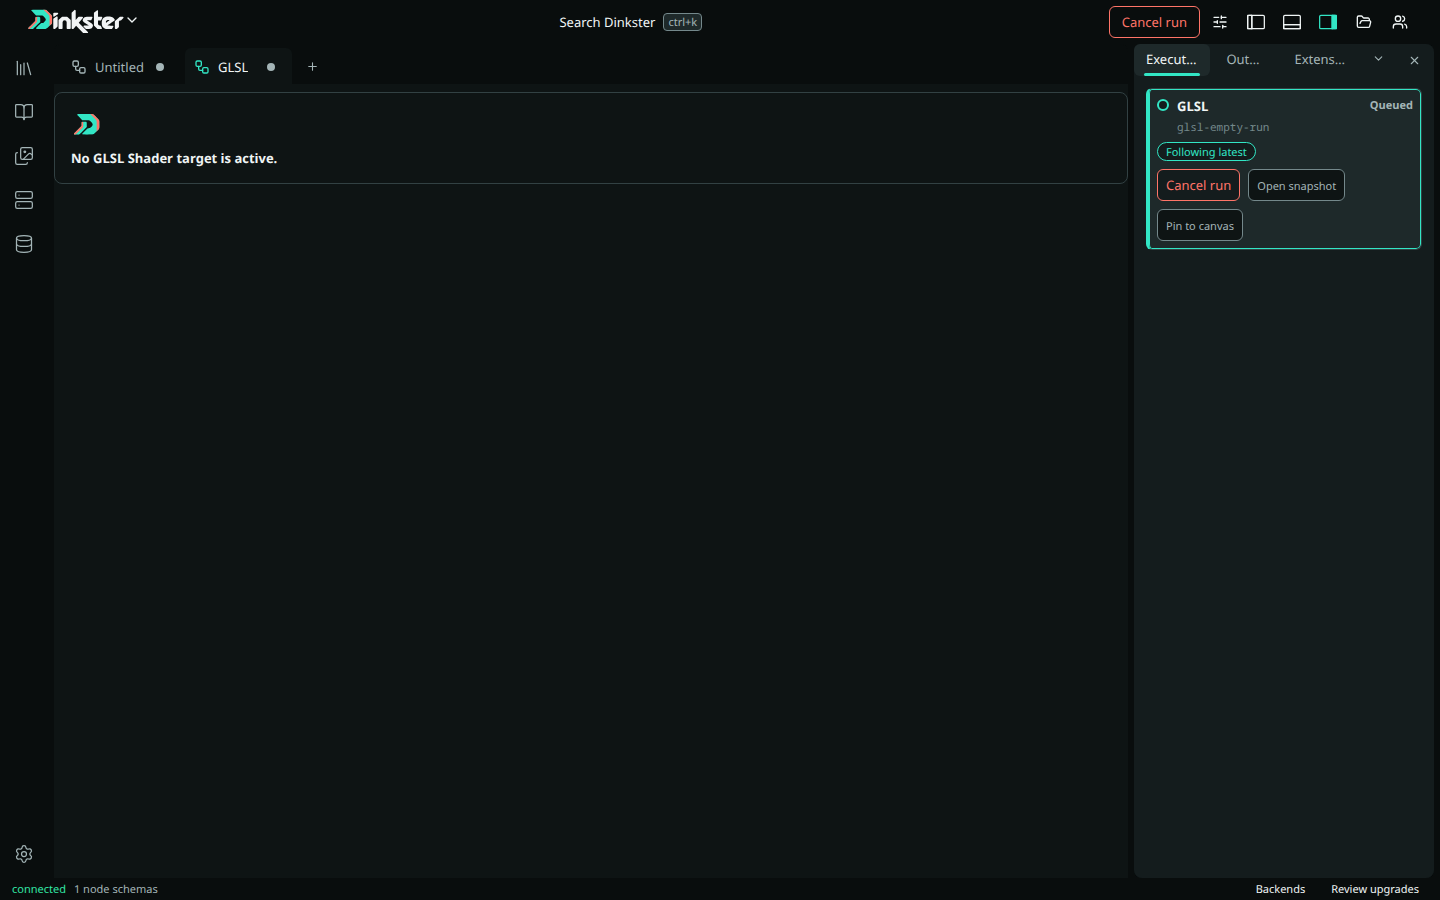 Dinkster
Search Dinkster ctrl+k
Cancel run
Untitled
GLSL
No GLSL Shader target is active.
Execut...
Out...
Extens...
GLSL
Queued
glsl-empty-run
Following latest
Cancel run
Open snapshot
Pin to canvas
connected
1 node schemas
Backends
Review upgrades